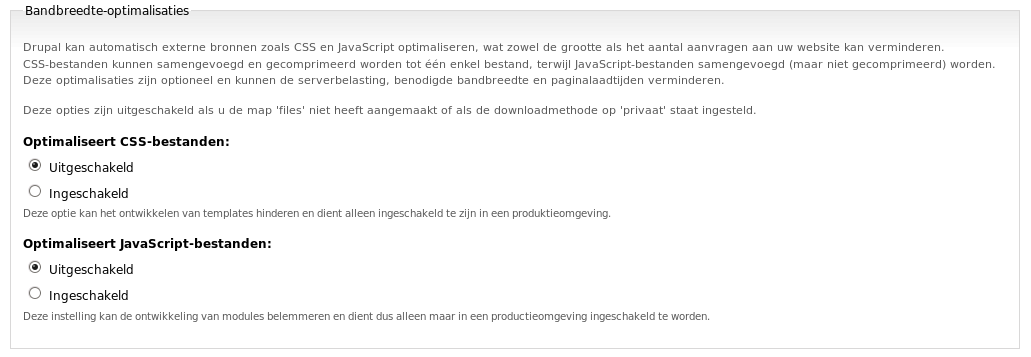 Bandbreedte-optimalisaties
Drupal kan automatisch externe bronnen zoals CSS en JavaScript optimaliseren, wat zowel de grootte als het aantal aanvragen aan uw website kan verminderen.
CSS-bestanden kunnen samengevoegd en gecomprimeerd worden tot één enkel bestand, terwijl JavaScript-bestanden samengevoegd (maar niet gecomprimeerd) worden.
Deze optimalisaties zijn optioneel en kunnen de serverbelasting, benodigde bandbreedte en paginalaadtijden verminderen.
Deze opties zijn uitgeschakeld als u de map 'files' niet heeft aangemaakt of als de downloadmethode op 'privaat' staat ingesteld.
Optimaliseert CSS-bestanden:
Uitgeschakeld
Ingeschakeld
Deze optie kan het ontwikkelen van templates hinderen en dient alleen ingeschakeld te zijn in een produktieomgeving.
Optimaliseert JavaScript-bestanden:
Uitgeschakeld
Ingeschakeld
Deze instelling kan de ontwikkeling van modules belemmeren en dient dus alleen maar in een productieomgeving ingeschakeld te worden.